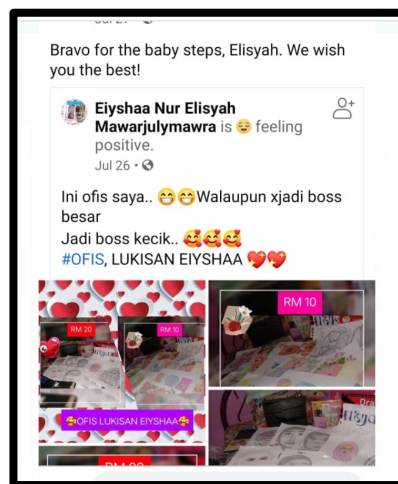 Bravo for the baby steps, Elisyah. We wish
you the best!
Eiyshaa Nur Elisyah
Mawarjulymawra is 😌 feeling
positive.
Jul 26 •
Ini ofis saya.. 😁😁Walaupun xjadi boss
besar
Jadi boss kecik.. 🥰🥰🥰
#OFIS, LUKISAN EIYSHAA 💖💖
RM 20
RM 10
RM 10
🥰OFIS LUKISAN EIYSHAA🥰